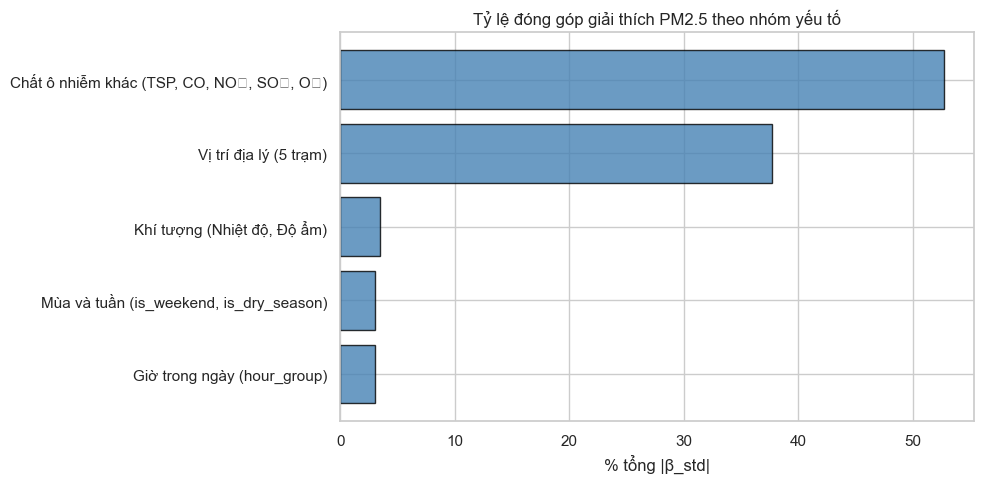 Tỷ lệ đóng góp giải thích PM2.5 theo nhóm yếu tố
Chất ô nhiễm khác (TSP, CO, NO▯, SO▯, O▯)
Vị trí địa lý (5 trạm)
Khí tượng (Nhiệt độ, Độ ẩm)
Mùa và tuần (is_weekend, is_dry_season)
Giờ trong ngày (hour_group)
0 10 20 30 40 50
% tổng |β_std|